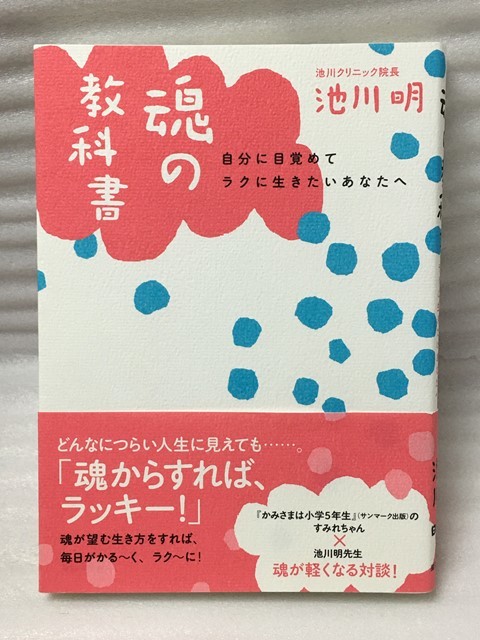 池川クリニック院長
池川 明
魂の
教科書
自分に目覚めて
ラクに生きたいあなたへ
どんなにつらい人生に見えても……。
「魂からすれば、
ラッキー！」
魂が望む生き方をすれば、
毎日がかる〜く、ラク〜に！
『かみさまは小学5年生』（サンマーク出版）の
すみれちゃん
×
池川明先生
魂が軽くなる対談！